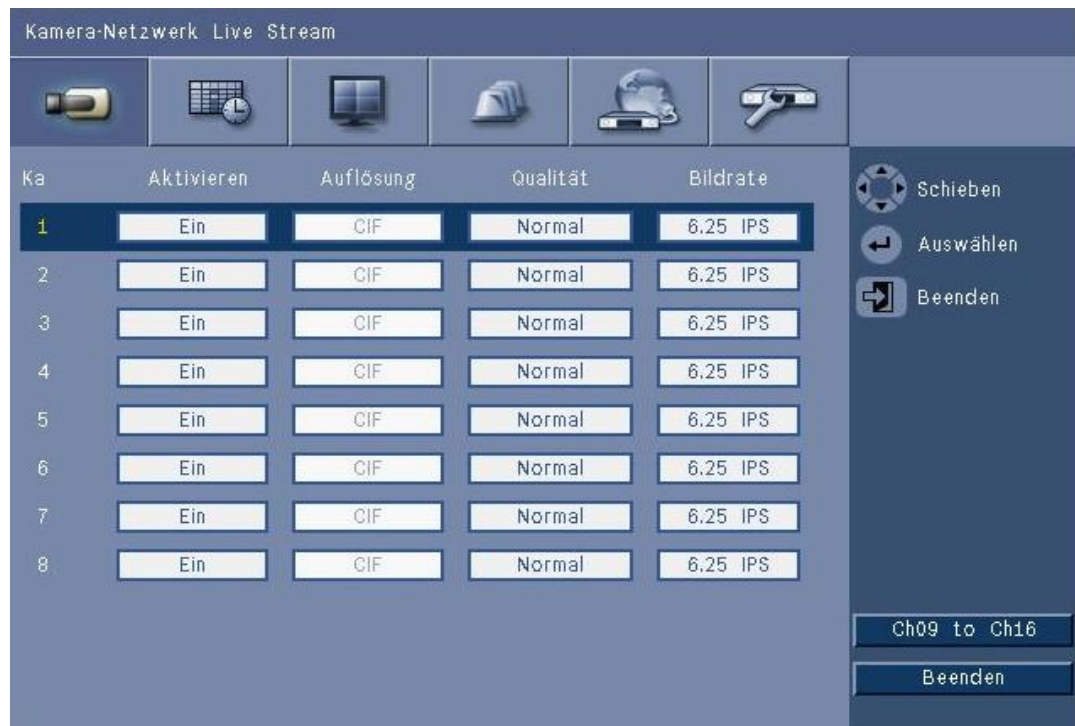 Kamera-Netzwerk Live Stream
Ka Aktivieren Auflösung Qualität Bildrate
1 Ein CIF Normal 6.25 IPS
2 Ein CIF Normal 6.25 IPS
3 Ein CIF Normal 6.25 IPS
4 Ein CIF Normal 6.25 IPS
5 Ein CIF Normal 6.25 IPS
6 Ein CIF Normal 6.25 IPS
7 Ein CIF Normal 6.25 IPS
8 Ein CIF Normal 6.25 IPS
Schieben
Auswählen
Beenden
Ch09 to Ch16
Beenden